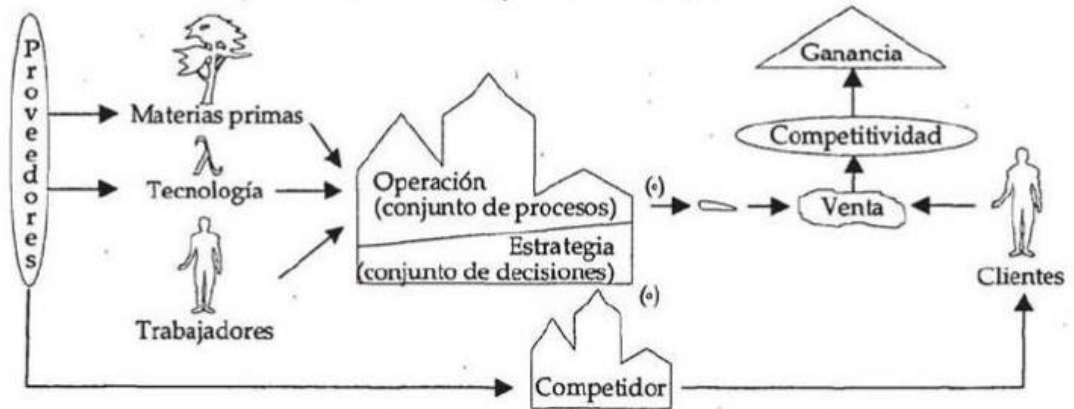 Proveedores
Materias primas
Tecnología
Trabajadores
Operación
(conjunto de procesos)
Estrategia
(conjunto de decisiones)
(°)
(°)
Competidor
Ganancia
Competitividad
Venta
Clientes